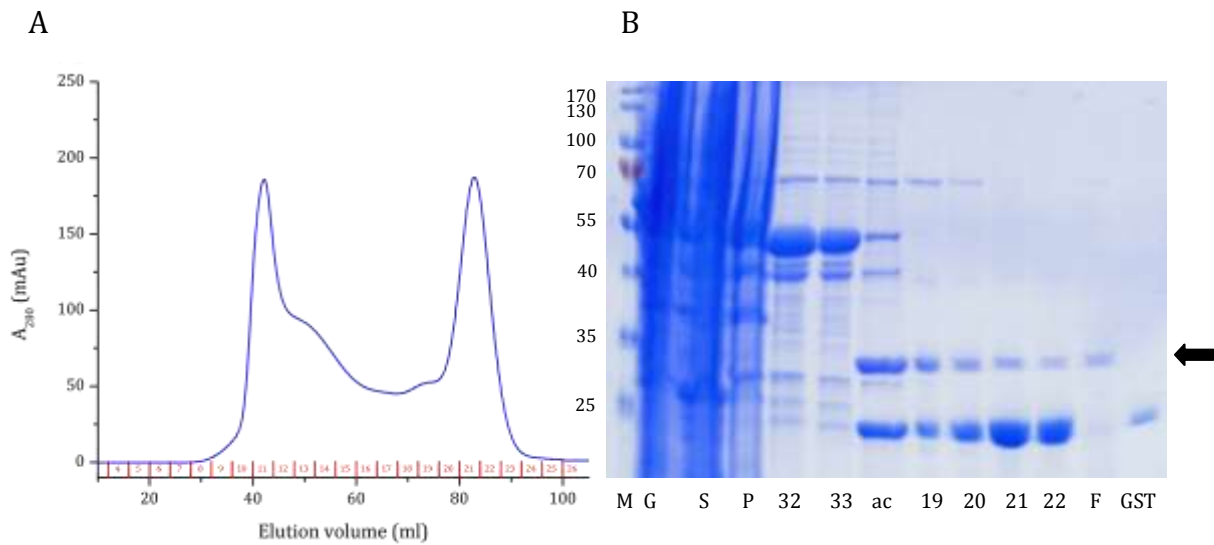 A
B
250
200
150
100
50
0
A₂₈₀ (mAu)
4 5 6 7 8 9 10 11 12 13 14 15 16 17 18 19 20 21 22 23 24 25 26
20 40 60 80 100
Elution volume (ml)
170
130
100
70
55
40
35
25
M G S P 32 33 ac 19 20 21 22 F GST